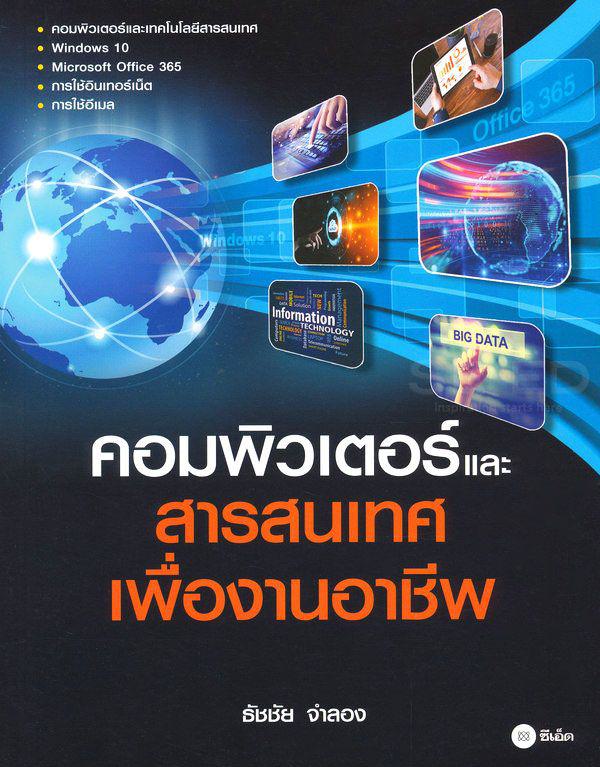 • คอมพิวเตอร์และเทคโนโลยีสารสนเทศ
• Windows 10
• Microsoft Office 365
• การใช้อินเทอร์เน็ต
• การใช้อีเมล
Office 365
Windows 10
Information
TECHNOLOGY
BIG DATA
inspiration starts here
คอมพิวเตอร์และ
สารสนเทศ
เพื่องานอาชีพ
ธัชชัย จำลอง
ซีเอ็ด